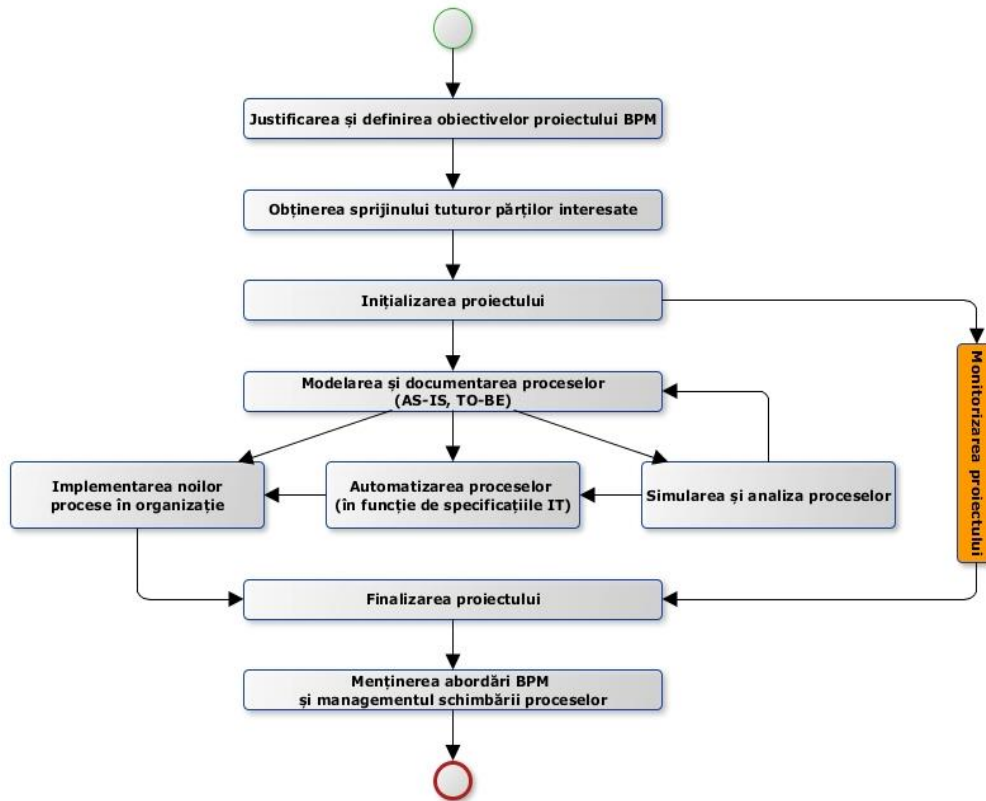 Justificarea și definirea obiectivelor proiectului BPM
Obținerea sprijinului tuturor părților interesate
Inițializarea proiectului
Modelarea și documentarea proceselor
(AS-IS, TO-BE)
Implementarea noilor
procese în organizație
Automatizarea proceselor
(în funcție de specificațiile IT)
Simularea și analiza proceselor
Monitorizarea proiectului
Finalizarea proiectului
Menținerea abordări BPM
și managementul schimbării proceselor